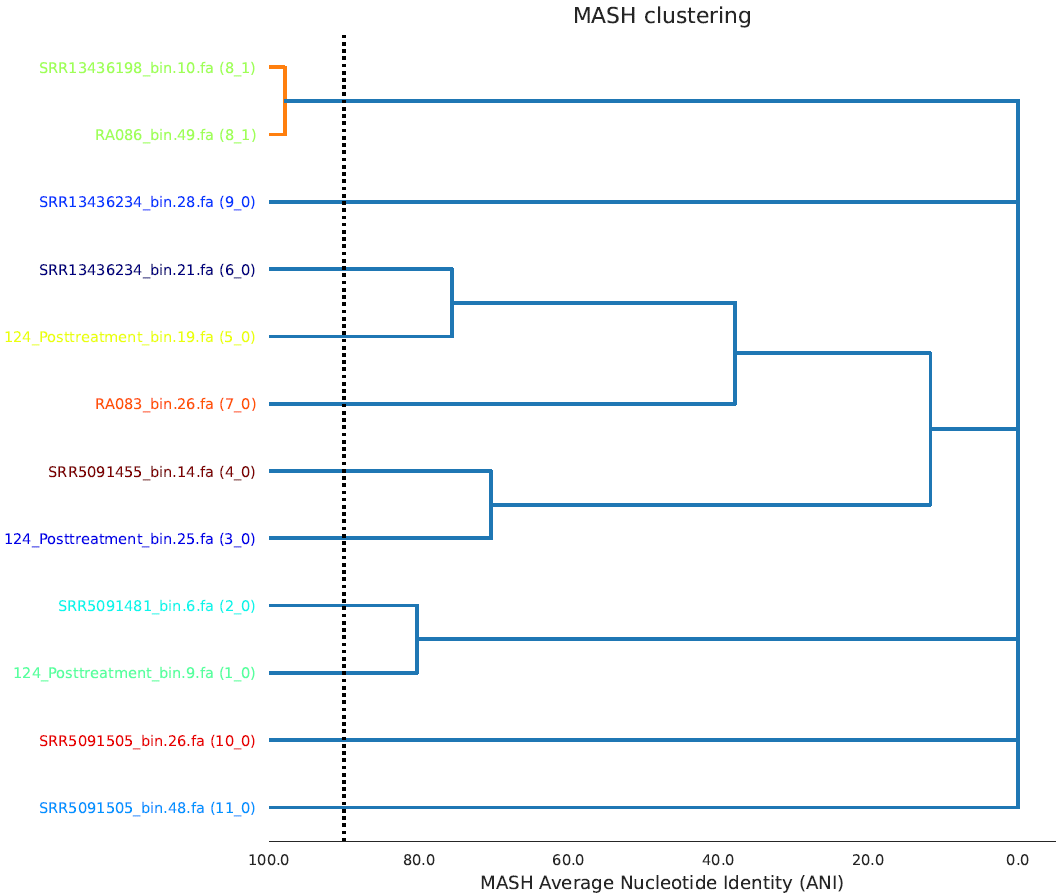 MASH clustering
SRR13436198_bin.10.fa (8_1)
RA086_bin.49.fa (8_1)
SRR13436234_bin.28.fa (9_0)
SRR13436234_bin.21.fa (6_0)
124_Posttreatment_bin.19.fa (5_0)
RA083_bin.26.fa (7_0)
SRR5091455_bin.14.fa (4_0)
124_Posttreatment_bin.25.fa (3_0)
SRR5091481_bin.6.fa (2_0)
124_Posttreatment_bin.9.fa (1_0)
SRR5091505_bin.26.fa (10_0)
SRR5091505_bin.48.fa (11_0)
100.0 80.0 60.0 40.0 20.0 0.0
MASH Average Nucleotide Identity (ANI)